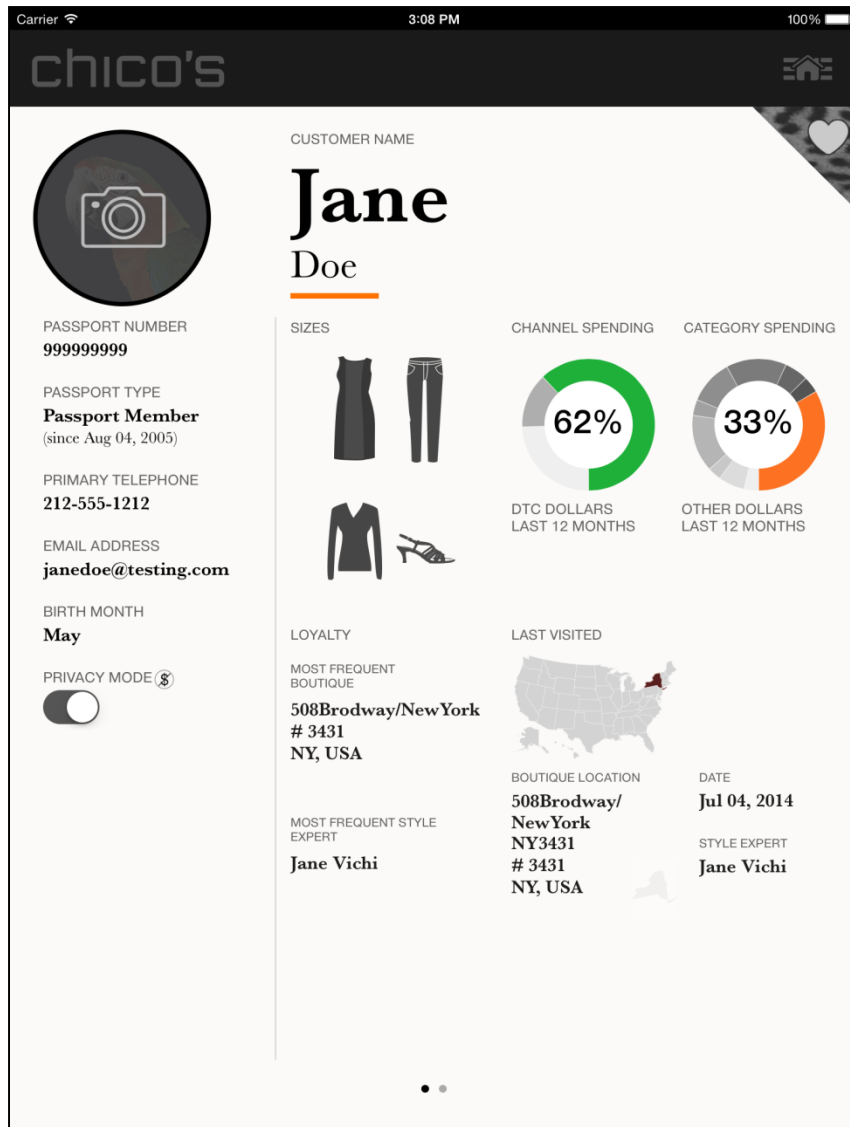 Carrier
3:08 PM
100%
chico's
CUSTOMER NAME
Jane
Doe
PASSPORT NUMBER
999999999
PASSPORT TYPE
Passport Member
(since Aug 04, 2005)
PRIMARY TELEPHONE
212-555-1212
EMAIL ADDRESS
janedoe@testing.com
BIRTH MONTH
May
PRIVACY MODE $
SIZES
CHANNEL SPENDING
62%
DTC DOLLARS
LAST 12 MONTHS
CATEGORY SPENDING
33%
OTHER DOLLARS
LAST 12 MONTHS
LOYALTY
MOST FREQUENT
BOUTIQUE
508Brodway/NewYork
# 3431
NY, USA
MOST FREQUENT STYLE
EXPERT
Jane Vichi
LAST VISITED
BOUTIQUE LOCATION
508Brodway/
NewYork
NY3431
# 3431
NY, USA
DATE
Jul 04, 2014
STYLE EXPERT
Jane Vichi